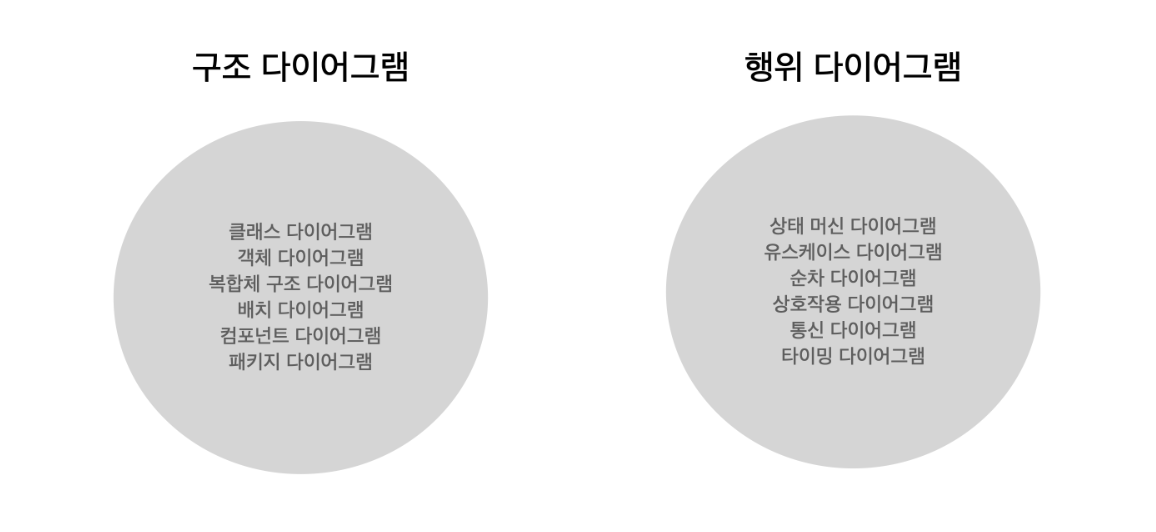 구조 다이어그램
클래스 다이어그램
객체 다이어그램
복합체 구조 다이어그램
배치 다이어그램
컴포넌트 다이어그램
패키지 다이어그램
행위 다이어그램
상태 머신 다이어그램
유스케이스 다이어그램
순차 다이어그램
상호작용 다이어그램
통신 다이어그램
타이밍 다이어그램